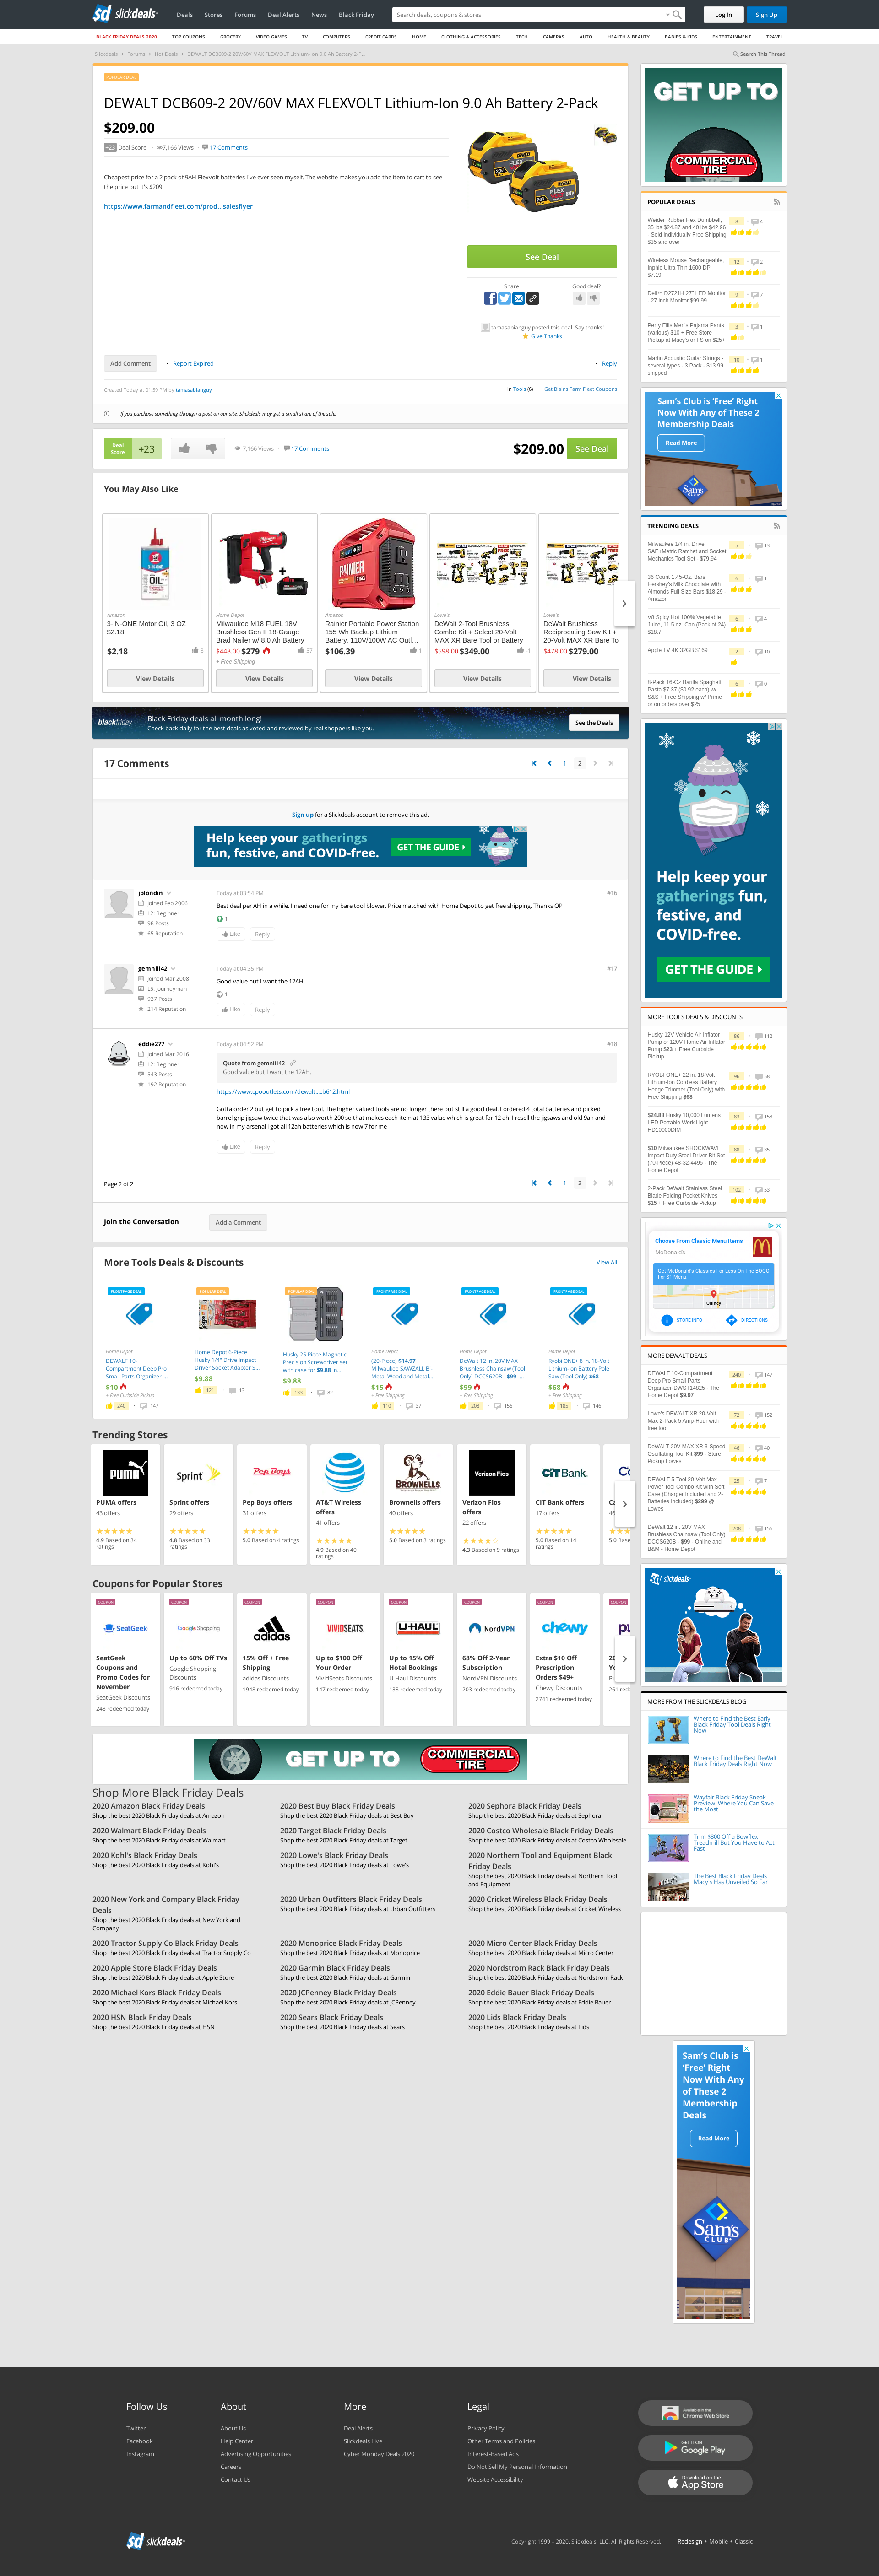 slickdeals
Deals
Stores
Forums
Deal Alerts
News
Black Friday
Search deals, coupons & stores
Log In
Sign Up
BLACK FRIDAY DEALS 2020
TOP COUPONS
GROCERY
VIDEO GAMES
TV
COMPUTERS
CREDIT CARDS
HOME
CLOTHING & ACCESSORIES
TECH
CAMERAS
AUTO
HEALTH & BEAUTY
BABIES & KIDS
ENTERTAINMENT
TRAVEL
Slickdeals > Forums > Hot Deals > DEWALT DCB609-2 20V/60V MAX FLEXVOLT Lithium-Ion 9.0 Ah Battery 2-P...
Search This Thread
POPULAR DEAL
DEWALT DCB609-2 20V/60V MAX FLEXVOLT Lithium-Ion 9.0 Ah Battery 2-Pack
$209.00
+23 Deal Score
7,166 Views
17 Comments
Cheapest price for a 2 pack of 9AH Flexvolt batteries I've ever seen myself. The website makes you add the item to cart to see
the price but it's $209.
https://www.farmandfleet.com/prod...salesflyer
See Deal
Share
Good deal?
tamasabianguy posted this deal. Say thanks!
Give Thanks
Add Comment
Report Expired
Reply
Created Today at 01:59 PM by tamasabianguy
in Tools (6)
Get Blains Farm Fleet Coupons
If you purchase something through a post on our site, Slickdeals may get a small share of the sale.
Deal
Score
+23
7,166 Views
17 Comments
$209.00
See Deal
You May Also Like
Amazon
3-IN-ONE Motor Oil, 3 OZ
$2.18
$2.18
3
View Details
Home Depot
Milwaukee M18 FUEL 18V
Brushless Gen II 18-Gauge
Brad Nailer w/ 8.0 Ah Battery
$448.00 $279
57
+ Free Shipping
View Details
Amazon
Rainier Portable Power Station
155 Wh Backup Lithium
Battery, 110V/100W AC Outl...
$106.39
1
View Details
Lowe's
DeWalt 2-Tool Brushless
Combo Kit + Select 20-Volt
MAX XR Bare Tool or Battery
$598.00 $349.00
-1
View Details
Lowe's
DeWalt Brushless
Reciprocating Saw Kit +
20-Volt MAX XR Bare To
$478.00 $279.00
View Details
blackfriday
Black Friday deals all month long!
Check back daily for the best deals as voted and reviewed by real shoppers like you.
See the Deals
17 Comments
1
2
Sign up for a Slickdeals account to remove this ad.
Help keep your gatherings
fun, festive, and COVID-free.
GET THE GUIDE
jblondin
Joined Feb 2006
L2: Beginner
98 Posts
65 Reputation
Today at 03:54 PM
#16
Best deal per AH in a while. I need one for my bare tool blower. Price matched with Home Depot to get free shipping. Thanks OP
1
Like
Reply
gemniii42
Joined Mar 2008
L5: Journeyman
937 Posts
214 Reputation
Today at 04:35 PM
#17
Good value but I want the 12AH.
1
Like
Reply
eddie277
Joined Mar 2016
L2: Beginner
543 Posts
192 Reputation
Today at 04:52 PM
#18
Quote from gemniii42
Good value but I want the 12AH.
https://www.cpooutlets.com/dewalt...cb612.html
Gotta order 2 but get to pick a free tool. The higher valued tools are no longer there but still a good deal. I ordered 4 total batteries and picked
barrel grip jigsaw twice that was also worth 200 so that makes each item at 133 value which is great for 12 ah. I resell the jigsaws and old 9ah and
now in my arsenal i got all 12ah batteries which is now 7 for me
Like
Reply
Page 2 of 2
1
2
Join the Conversation
Add a Comment
More Tools Deals & Discounts
View All
FRONTPAGE DEAL
Home Depot
DEWALT 10-
Compartment Deep Pro
Small Parts Organizer-...
$10
+ Free Curbside Pickup
240
147
POPULAR DEAL
Home Depot 6-Piece
Husky 1/4" Drive Impact
Driver Socket Adapter S...
$9.88
121
13
POPULAR DEAL
Husky 25 Piece Magnetic
Precision Screwdriver set
with case for $9.88 in...
$9.88
133
82
FRONTPAGE DEAL
Home Depot
(20-Piece) $14.97
Milwaukee SAWZALL Bi-
Metal Wood and Metal...
$15
+ Free Shipping
110
37
FRONTPAGE DEAL
Home Depot
DeWalt 12 in. 20V MAX
Brushless Chainsaw (Tool
Only) DCCS620B - $99 -...
$99
+ Free Shipping
208
156
FRONTPAGE DEAL
Home Depot
Ryobi ONE+ 8 in. 18-Volt
Lithium-Ion Battery Pole
Saw (Tool Only) $68
$68
+ Free Shipping
185
146
Trending Stores
PUMA
PUMA offers
43 offers
4.9 Based on 34
ratings
Sprint
Sprint offers
29 offers
4.8 Based on 33
ratings
Pep Boys
Pep Boys offers
31 offers
5.0 Based on 4 ratings
AT&T Wireless
offers
41 offers
4.9 Based on 40
ratings
BROWNELLS
Brownells offers
40 offers
5.0 Based on 3 ratings
Verizon Fios
Verizon Fios
offers
22 offers
4.3 Based on 9 ratings
CIT Bank
CIT Bank offers
17 offers
5.0 Based on 14
ratings
5.0 Base
Coupons for Popular Stores
COUPON
SeatGeek
SeatGeek
Coupons and
Promo Codes for
November
SeatGeek Discounts
243 redeemed today
COUPON
Google Shopping
Up to 60% Off TVs
Google Shopping
Discounts
916 redeemed today
COUPON
adidas
15% Off + Free
Shipping
adidas Discounts
1948 redeemed today
COUPON
VIVIDSEATS
Up to $100 Off
Your Order
VividSeats Discounts
147 redeemed today
COUPON
U-HAUL
Up to 15% Off
Hotel Bookings
U-Haul Discounts
138 redeemed today
COUPON
NordVPN
68% Off 2-Year
Subscription
NordVPN Discounts
203 redeemed today
COUPON
chewy
Extra $10 Off
Prescription
Orders $49+
Chewy Discounts
2741 redeemed today
COUPON
GET UP TO
COMMERCIAL
TIRE
Shop More Black Friday Deals
2020 Amazon Black Friday Deals
Shop the best 2020 Black Friday deals at Amazon
2020 Best Buy Black Friday Deals
Shop the best 2020 Black Friday deals at Best Buy
2020 Sephora Black Friday Deals
Shop the best 2020 Black Friday deals at Sephora
2020 Walmart Black Friday Deals
Shop the best 2020 Black Friday deals at Walmart
2020 Target Black Friday Deals
Shop the best 2020 Black Friday deals at Target
2020 Costco Wholesale Black Friday Deals
Shop the best 2020 Black Friday deals at Costco Wholesale
2020 Kohl's Black Friday Deals
Shop the best 2020 Black Friday deals at Kohl's
2020 Lowe's Black Friday Deals
Shop the best 2020 Black Friday deals at Lowe's
2020 Northern Tool and Equipment Black
Friday Deals
Shop the best 2020 Black Friday deals at Northern Tool
and Equipment
2020 New York and Company Black Friday
Deals
Shop the best 2020 Black Friday deals at New York and
Company
2020 Urban Outfitters Black Friday Deals
Shop the best 2020 Black Friday deals at Urban Outfitters
2020 Cricket Wireless Black Friday Deals
Shop the best 2020 Black Friday deals at Cricket Wireless
2020 Tractor Supply Co Black Friday Deals
Shop the best 2020 Black Friday deals at Tractor Supply Co
2020 Monoprice Black Friday Deals
Shop the best 2020 Black Friday deals at Monoprice
2020 Micro Center Black Friday Deals
Shop the best 2020 Black Friday deals at Micro Center
2020 Apple Store Black Friday Deals
Shop the best 2020 Black Friday deals at Apple Store
2020 Garmin Black Friday Deals
Shop the best 2020 Black Friday deals at Garmin
2020 Nordstrom Rack Black Friday Deals
Shop the best 2020 Black Friday deals at Nordstrom Rack
2020 Michael Kors Black Friday Deals
Shop the best 2020 Black Friday deals at Michael Kors
2020 JCPenney Black Friday Deals
Shop the best 2020 Black Friday deals at JCPenney
2020 Eddie Bauer Black Friday Deals
Shop the best 2020 Black Friday deals at Eddie Bauer
2020 HSN Black Friday Deals
Shop the best 2020 Black Friday deals at HSN
2020 Sears Black Friday Deals
Shop the best 2020 Black Friday deals at Sears
2020 Lids Black Friday Deals
Shop the best 2020 Black Friday deals at Lids
GET UP TO
COMMERCIAL
TIRE
POPULAR DEALS
Weider Rubber Hex Dumbbell,
35 lbs $24.87 and 40 lbs $42.96
- Sold Individually Free Shipping
$35 and over
8
4
Wireless Mouse Rechargeable,
Inphic Ultra Thin 1600 DPI
$7.19
12
2
Dell™ D2721H 27" LED Monitor
- 27 inch Monitor $99.99
9
7
Perry Ellis Men's Pajama Pants
(various) $10 + Free Store
Pickup at Macy's or FS on $25+
3
1
Martin Acoustic Guitar Strings -
several types - 3 Pack - $13.99
shipped
10
1
Sam's Club is 'Free' Right
Now With Any of These 2
Membership Deals
Read More
Sam's
TRENDING DEALS
Milwaukee 1/4 in. Drive
SAE+Metric Ratchet and Socket
Mechanics Tool Set - $79.94
5
13
36 Count 1.45-Oz. Bars
Hershey's Milk Chocolate with
Almonds Full Size Bars $18.29 -
Amazon
6
1
V8 Spicy Hot 100% Vegetable
Juice, 11.5 oz. Can (Pack of 24)
$16.7
6
4
Apple TV 4K 32GB $169
2
10
8-Pack 16-Oz Barilla Spaghetti
Pasta $7.37 ($0.92 each) w/
S&S + Free Shipping w/ Prime
or on orders over $25
6
0
Help keep your
gatherings fun,
festive, and
COVID-free.
GET THE GUIDE
MORE TOOLS DEALS & DISCOUNTS
Husky 12V Vehicle Air Inflator
Pump or 120V Home Air Inflator
Pump $23 + Free Curbside
Pickup
86
112
RYOBI ONE+ 22 in. 18-Volt
Lithium-Ion Cordless Battery
Hedge Trimmer (Tool Only) with
Free Shipping $68
96
58
$24.88 Husky 10,000 Lumens
LED Portable Work Light-
HD10000DIM
83
158
$10 Milwaukee SHOCKWAVE
Impact Duty Steel Driver Bit Set
(70-Piece)-48-32-4495 - The
Home Depot
88
35
2-Pack DeWalt Stainless Steel
Blade Folding Pocket Knives
$15 + Free Curbside Pickup
102
53
Choose From Classic Menu Items
McDonald's
Get McDonald's Classics For Less On The BOGO
For $1 Menu.
Quincy
STORE INFO
DIRECTIONS
MORE DEWALT DEALS
DEWALT 10-Compartment
Deep Pro Small Parts
Organizer-DWST14825 - The
Home Depot $9.97
240
147
Lowe's DEWALT XR 20-Volt
Max 2-Pack 5 Amp-Hour with
free tool
72
152
DeWALT 20V MAX XR 3-Speed
Oscillating Tool Kit $99 - Store
Pickup Lowes
46
40
DEWALT 5-Tool 20-Volt Max
Power Tool Combo Kit with Soft
Case (Charger Included and 2-
Batteries Included) $299 @
Lowes
25
7
DeWalt 12 in. 20V MAX
Brushless Chainsaw (Tool Only)
DCCS620B - $99 - Online and
B&M - Home Depot
208
156
slickdeals
MORE FROM THE SLICKDEALS BLOG
Where to Find the Best Early
Black Friday Tool Deals Right
Now
Where to Find the Best DeWalt
Black Friday Deals Right Now
Wayfair Black Friday Sneak
Preview: Where You Can Save
the Most
Trim $800 Off a Bowflex
Treadmill But You Have to Act
Fast
The Best Black Friday Deals
Macy's Has Unveiled So Far
Sam's Club is
'Free' Right
Now With Any
of These 2
Membership
Deals
Read More
Sam's
CLUB
Follow Us
Twitter
Facebook
Instagram
About
About Us
Help Center
Advertising Opportunities
Careers
Contact Us
More
Deal Alerts
Slickdeals Live
Cyber Monday Deals 2020
Legal
Privacy Policy
Other Terms and Policies
Interest-Based Ads
Do Not Sell My Personal Information
Website Accessibility
Available in the
Chrome Web Store
GET IT ON
Google Play
Download on the
App Store
slickdeals
Copyright 1999 - 2020. Slickdeals, LLC. All Rights Reserved.
Redesign • Mobile • Classic